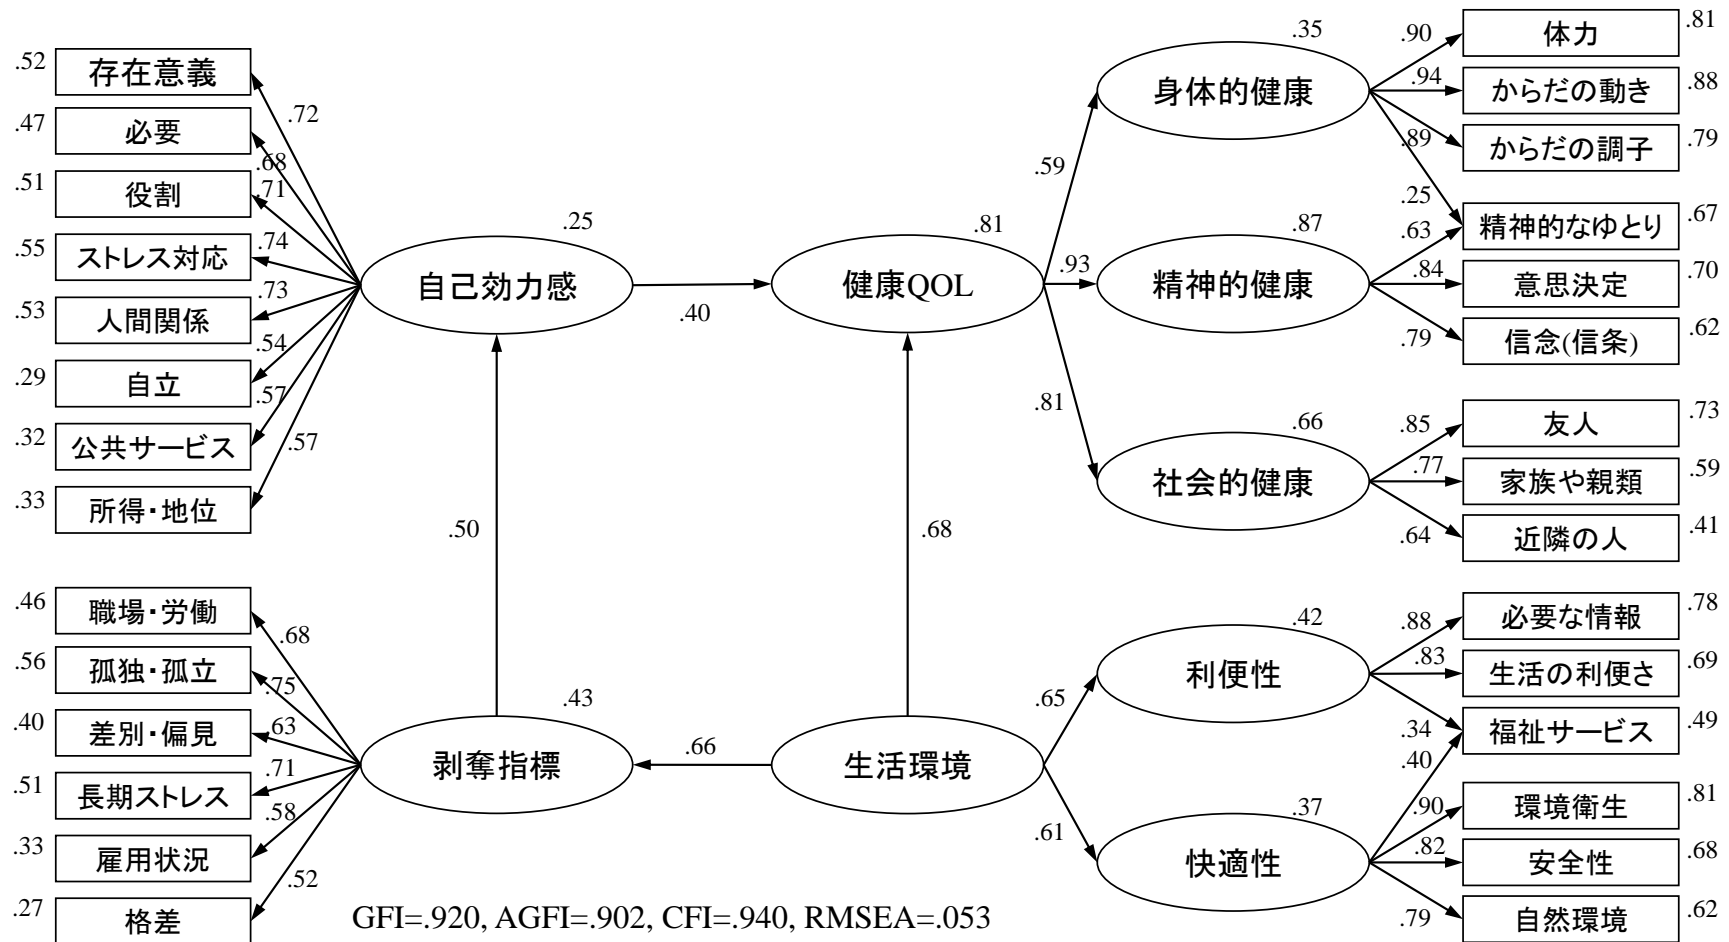 .52 存在意義 .72
.47 必要 .68
.51 役割 .71
.55 ストレス対応 .74
.53 人間関係 .73
.29 自立 .54
.32 公共サービス .57
.33 所得・地位 .57
.25
自己効力感
.40
.50
.46 職場・労働 .68
.56 孤独・孤立 .75
.40 差別・偏見 .63
.51 長期ストレス .71
.33 雇用状況 .58
.27 格差 .52
.43
剥奪指標
.66
.81
健康QOL
.68
生活環境
.59
.93
.81
.35
身体的健康
.90 体力 .81
.94 からだの動き .88
.89 からだの調子 .79
.25
.87
精神的健康
.63 精神的なゆとり .67
.84 意思決定 .70
.79 信念(信条) .62
.66
社会的健康
.85 友人 .73
.77 家族や親類 .59
.64 近隣の人 .41
.65
.61
.42
利便性
.88 必要な情報 .78
.83 生活の利便さ .69
.34 福祉サービス .49
.40
.37
快適性
.90 環境衛生 .81
.82 安全性 .68
.79 自然環境 .62
GFI=.920, AGFI=.902, CFI=.940, RMSEA=.053